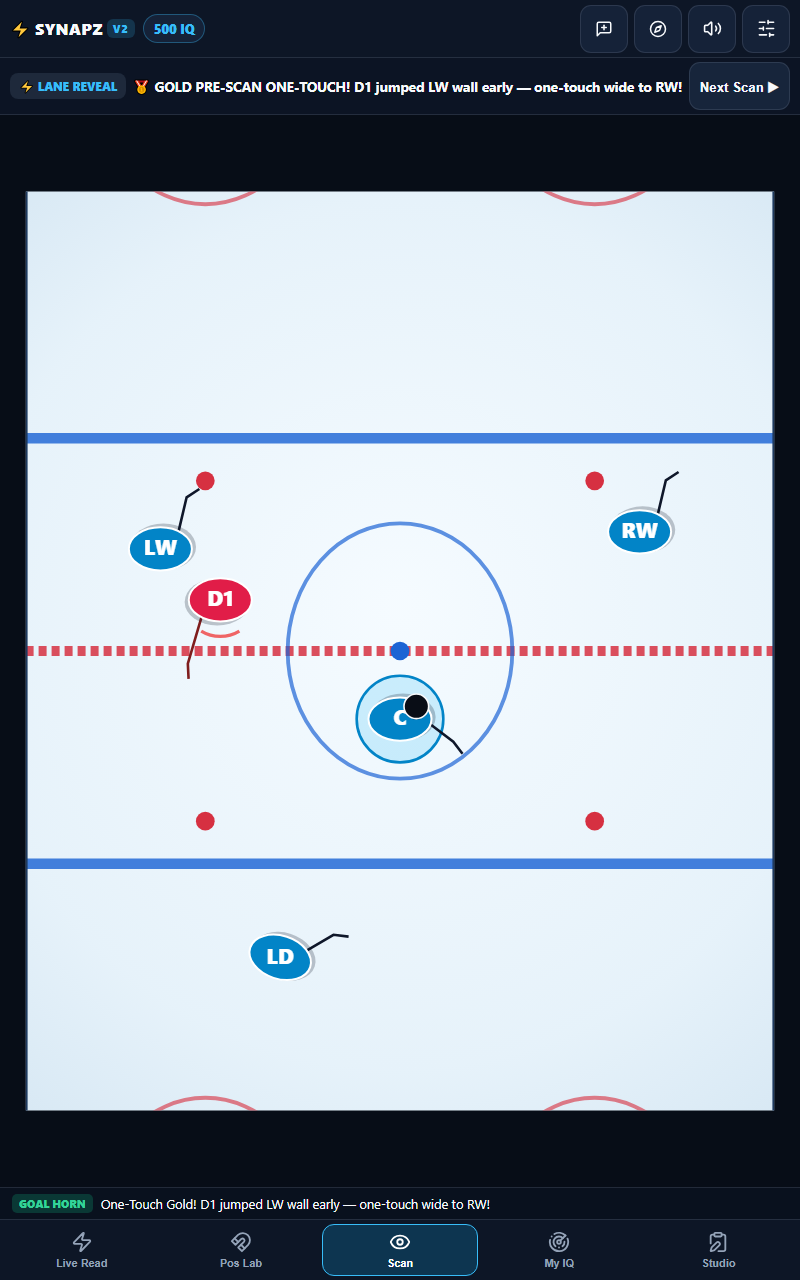 SYNAPZ V2 500 IQ
LANE REVEAL GOLD PRE-SCAN ONE-TOUCH! D1 jumped LW wall early — one-touch wide to RW! Next Scan ▶
LW
RW
D1
C
LD
GOAL HORN One-Touch Gold! D1 jumped LW wall early — one-touch wide to RW!
Live Read Pos Lab Scan My IQ Studio